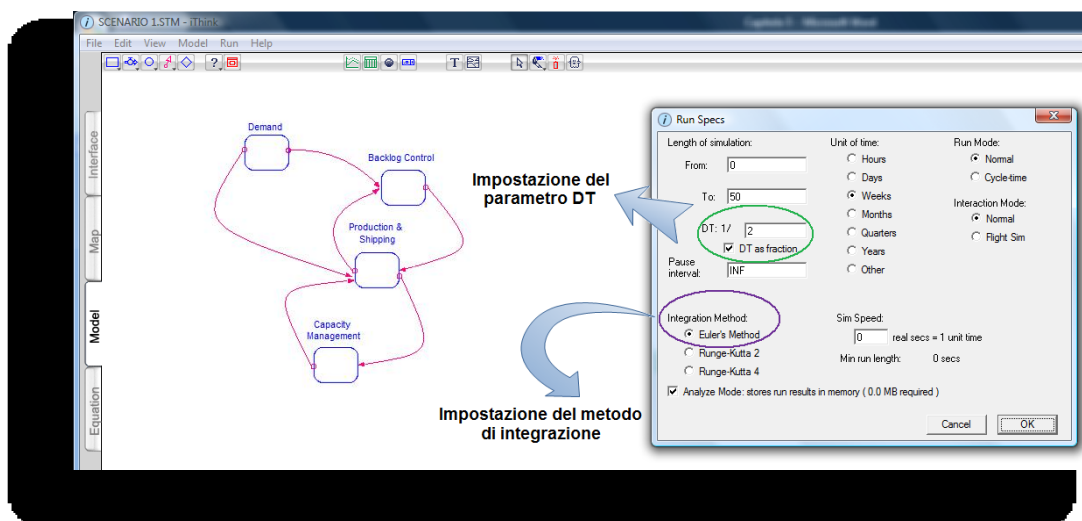 SCENARIO 1.STM - iThink
Capitolo 5 - Microsoft Word
File Edit View Model Run Help
T
?
Interface
Map
Model
Equation
Demand
Backlog Control
Production &
Shipping
Capacity
Management
Impostazione del
parametro DT
Impostazione del metodo
di integrazione
Run Specs
Length of simulation:
From: 0
To: 50
DT: 1/ 2
DT as fraction
Pause
interval: INF
Unit of time:
Hours
Days
Weeks
Months
Quarters
Years
Other
Run Mode:
Normal
Cycle-time
Interaction Mode:
Normal
Flight Sim
Integration Method:
Euler's Method
Runge-Kutta 2
Runge-Kutta 4
Sim Speed:
0 real secs = 1 unit time
Min run length: 0 secs
Analyze Mode: stores run results in memory ( 0.0 MB required )
Cancel
OK